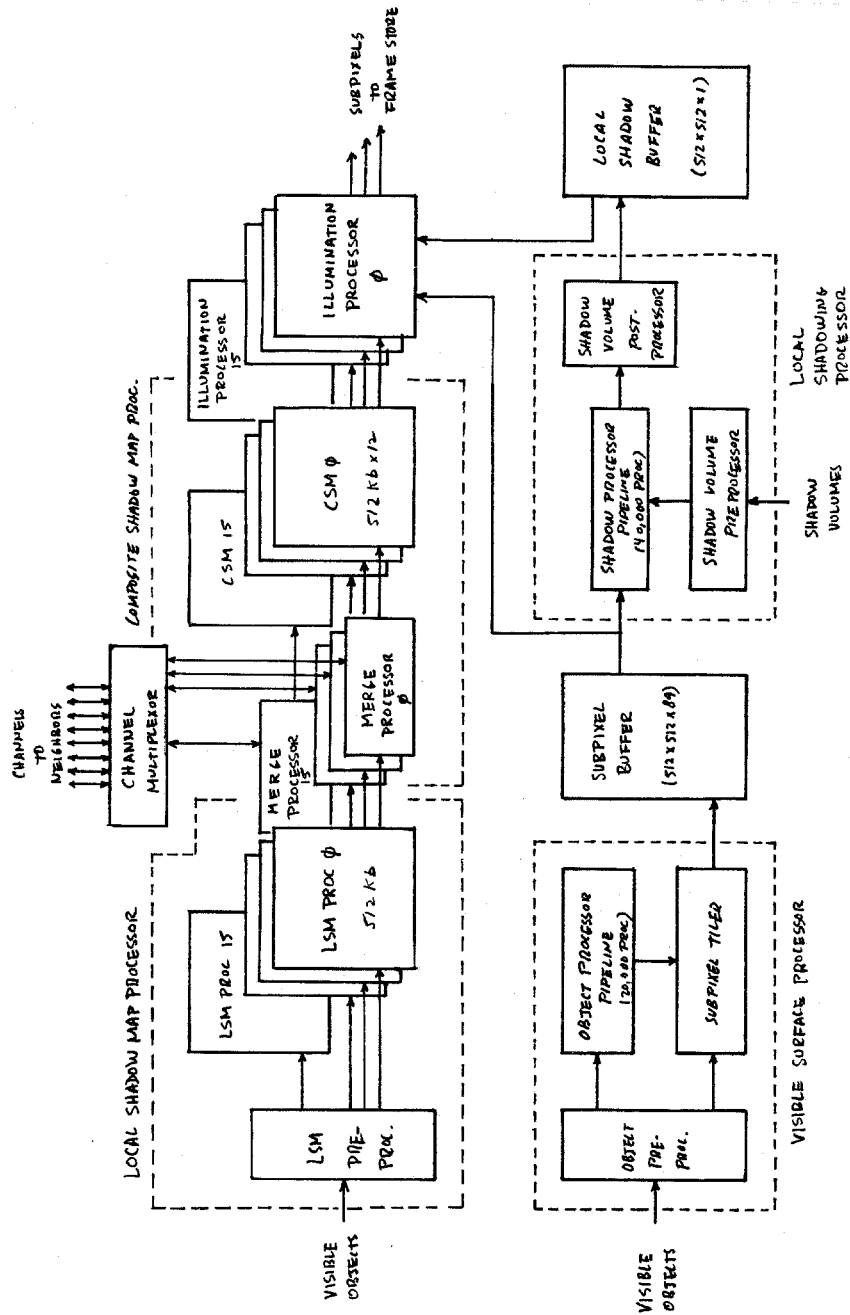 VISIBLE
OBJECTS
LOCAL SHADOW MAP PROCESSOR
LSM
PRE-
PROC.
LSM PROC 15
LSM PROC φ
512 Kb
COMPOSITE SHADOW MAP PROC.
CHANNELS
TO
NEIGHBORS
CHANNEL
MULTIPLEXOR
MERGE
PROCESSOR
15
MERGE
PROCESSOR
φ
CSM 15
CSM φ
512 Kb x 12
ILLUMINATION
PROCESSOR
15
ILLUMINATION
PROCESSOR
φ
SUBPIXELS
TO
FRAME STORE
VISIBLE
OBJECTS
OBJECT
PRE-
PROC.
OBJECT PROCESSOR
PIPELINE
(20,000 PROC)
SUBPIXEL TILER
VISIBLE SURFACE PROCESSOR
SUBPIXEL
BUFFER
(512 x 512 x 89)
SHADOW PROCESSOR
PIPELINE
(40,000 PROC)
SHADOW VOLUME
PREPROCESSOR
SHADOW
VOLUMES
SHADOW
VOLUME
POST-
PROCESSOR
LOCAL
SHADOWING
PROCESSOR
LOCAL
SHADOW
BUFFER
(512 x 512 x 1)